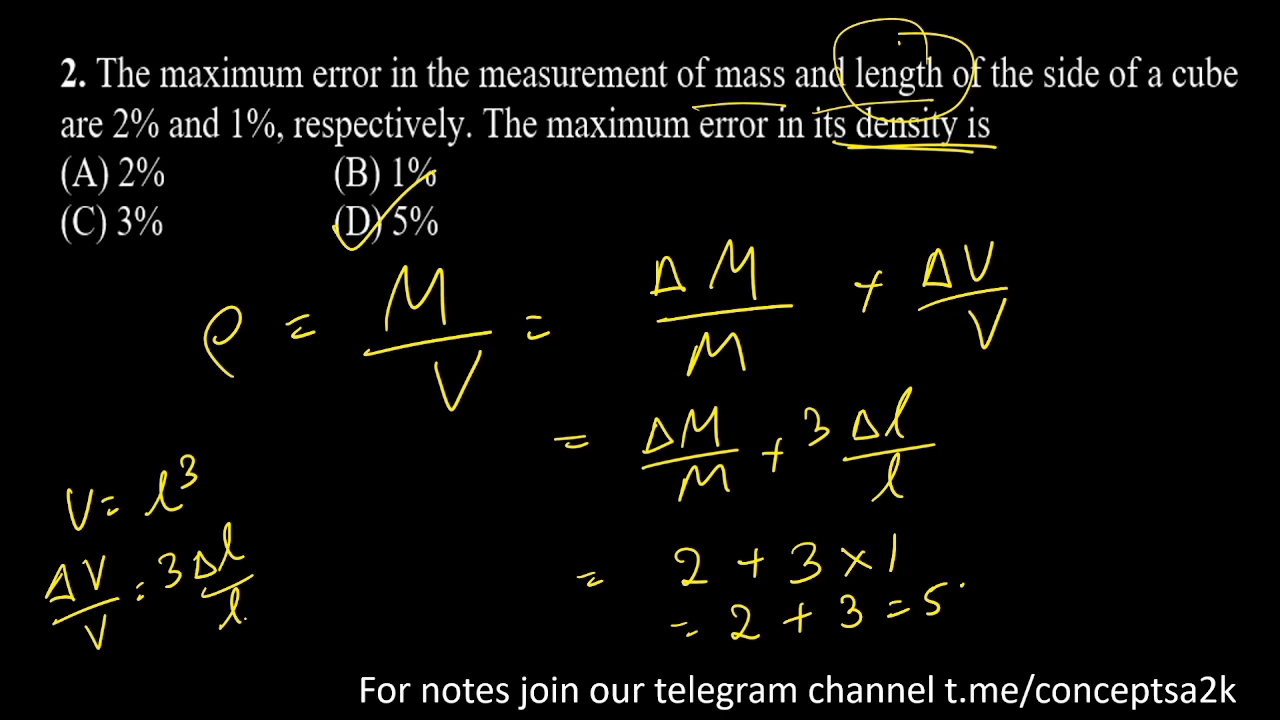 2. The maximum error in the measurement of mass and length of the side of a cube
are 2% and 1%, respectively. The maximum error in its density is
(A) 2% (B) 1%
(C) 3% (D) 5%
ρ = M/V = ΔM/M + ΔV/V
= ΔM/M + 3 Δl/l
V = l³
ΔV/V = 3 Δl/l
= 2 + 3 × 1
= 2 + 3 = 5
For notes join our telegram channel t.me/conceptsa2k